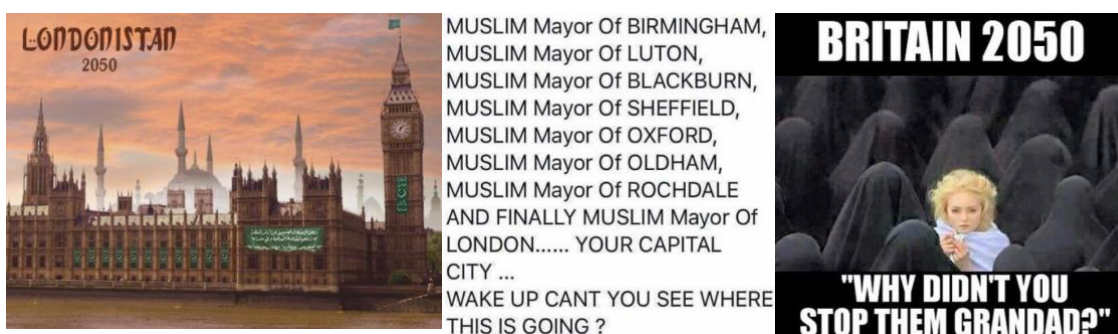 LONDONISTAN
2050
MUSLIM Mayor Of BIRMINGHAM,
MUSLIM Mayor Of LUTON,
MUSLIM Mayor Of BLACKBURN,
MUSLIM Mayor Of SHEFFIELD,
MUSLIM Mayor Of OXFORD,
MUSLIM Mayor Of OLDHAM,
MUSLIM Mayor Of ROCHDALE
AND FINALLY MUSLIM Mayor Of
LONDON...... YOUR CAPITAL
CITY ...
WAKE UP CANT YOU SEE WHERE
THIS IS GOING ?
BRITAIN 2050
"WHY DIDN'T YOU
STOP THEM GRANDAD?"